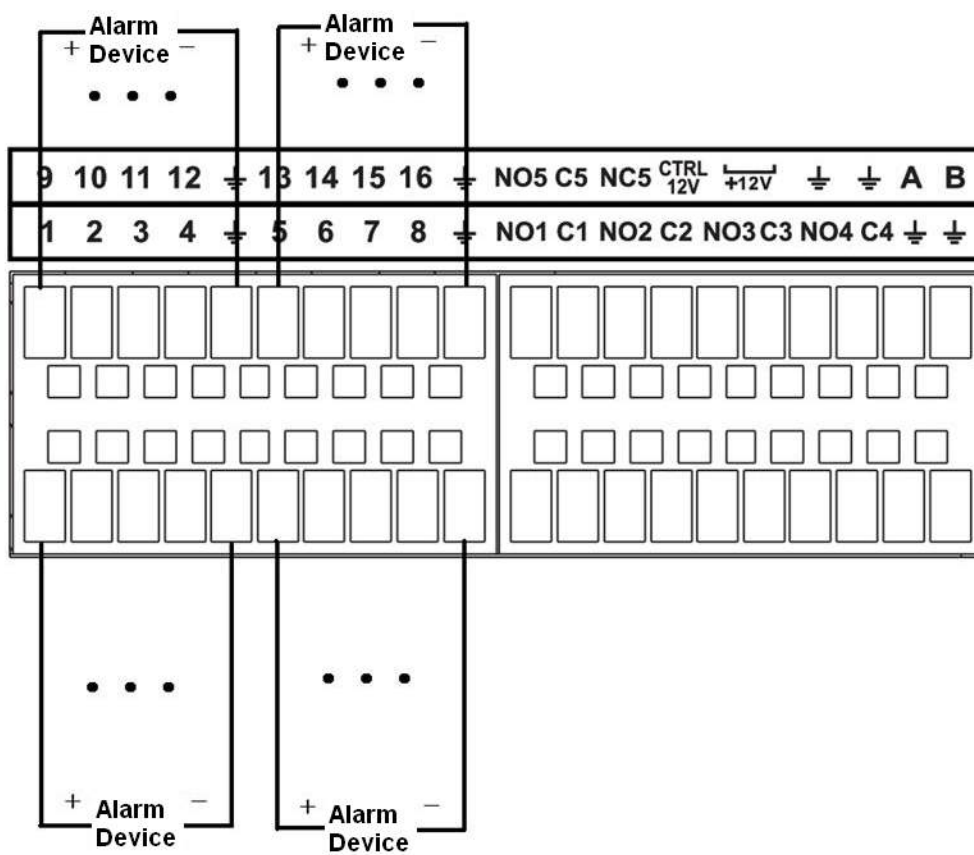 Alarm Device
+ −
Alarm Device
+ −
9 10 11 12 ⏚ 13 14 15 16 ⏚ NO5 C5 NC5 CTRL 12V +12V ⏚ ⏚ A B
1 2 3 4 ⏚ 5 6 7 8 ⏚ NO1 C1 NO2 C2 NO3 C3 NO4 C4 ⏚ ⏚
+ −
Alarm Device
+ −
Alarm Device